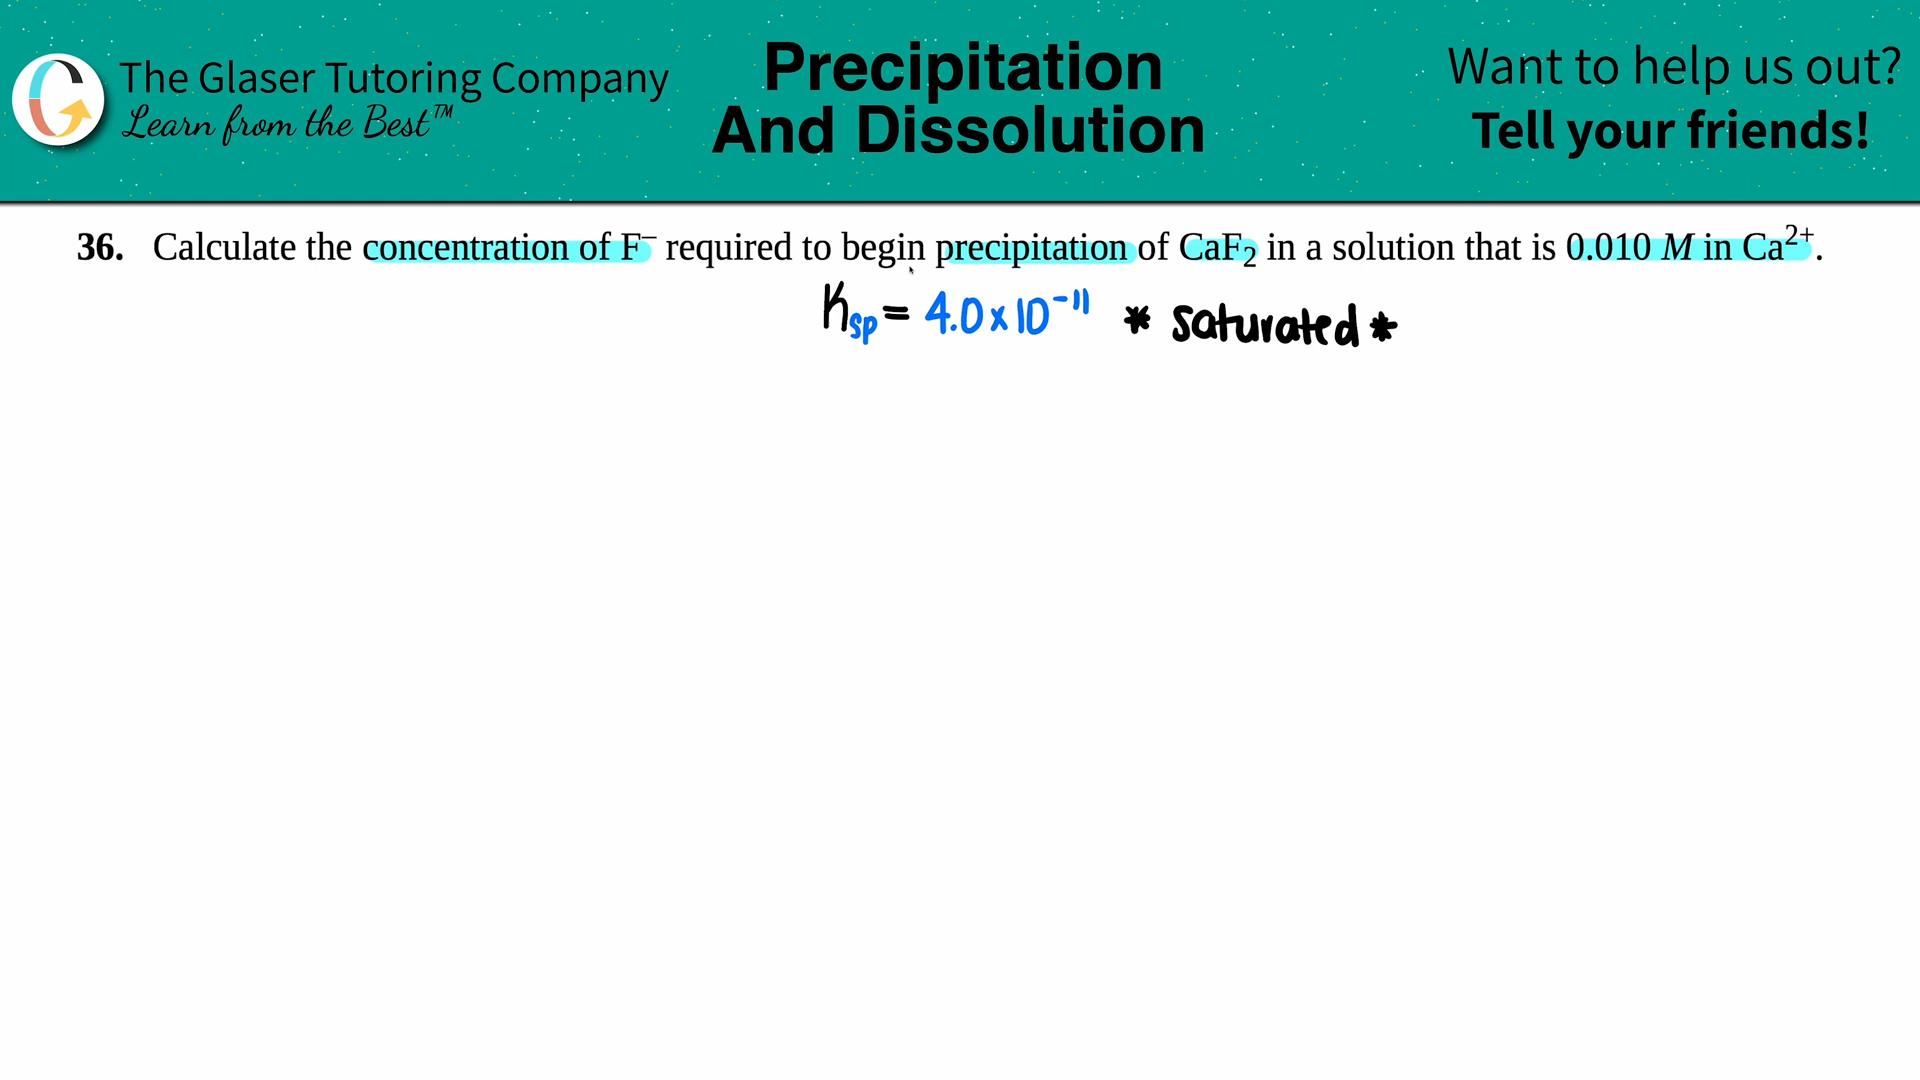 The Glaser Tutoring Company
Learn from the Best™
Precipitation
And Dissolution
Want to help us out?
Tell your friends!
36. Calculate the concentration of F⁻ required to begin precipitation of CaF₂ in a solution that is 0.010 M in Ca²⁺.
Ksp = 4.0 x 10⁻¹¹ * saturated *